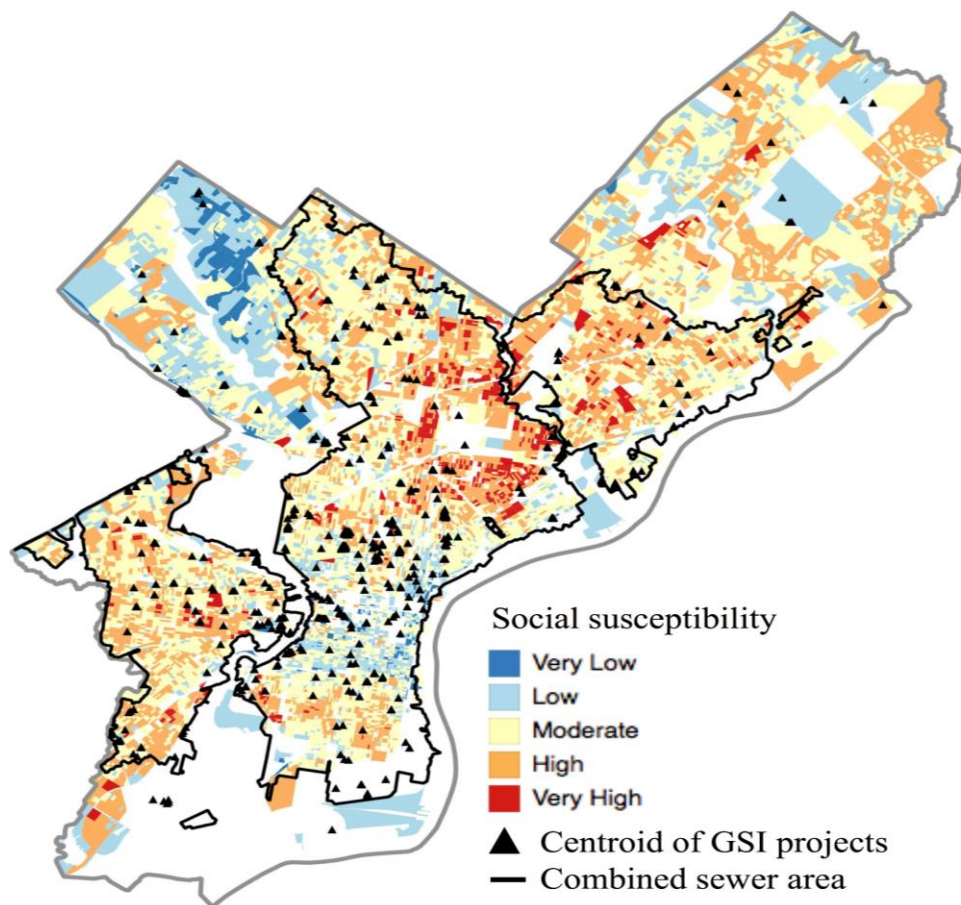 Social susceptibility
Very Low
Low
Moderate
High
Very High
Centroid of GSI projects
Combined sewer area